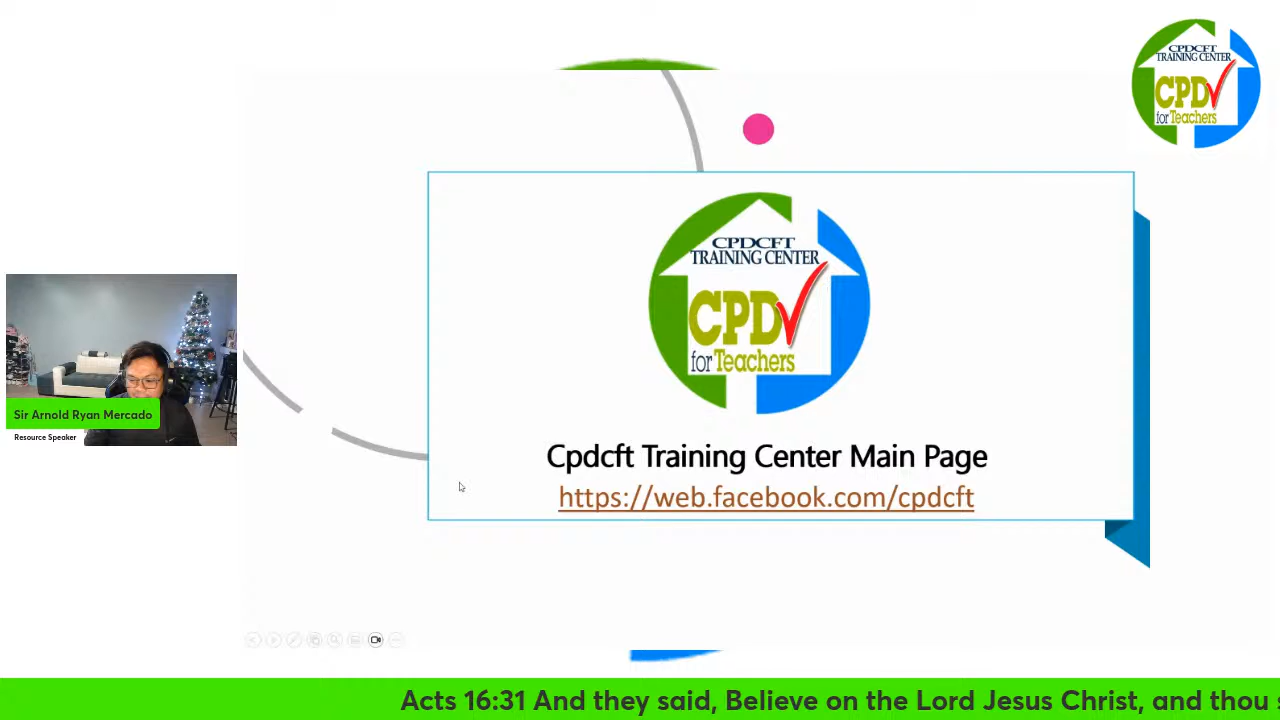 CPDCFT
TRAINING CENTER
CPD
for Teachers
CPDCFT
TRAINING CENTER
CPD
for Teachers
Sir Arnold Ryan Mercado
Resource Speaker
Cpdcft Training Center Main Page
https://web.facebook.com/cpdcft
Acts 16:31 And they said, Believe on the Lord Jesus Christ, and thou